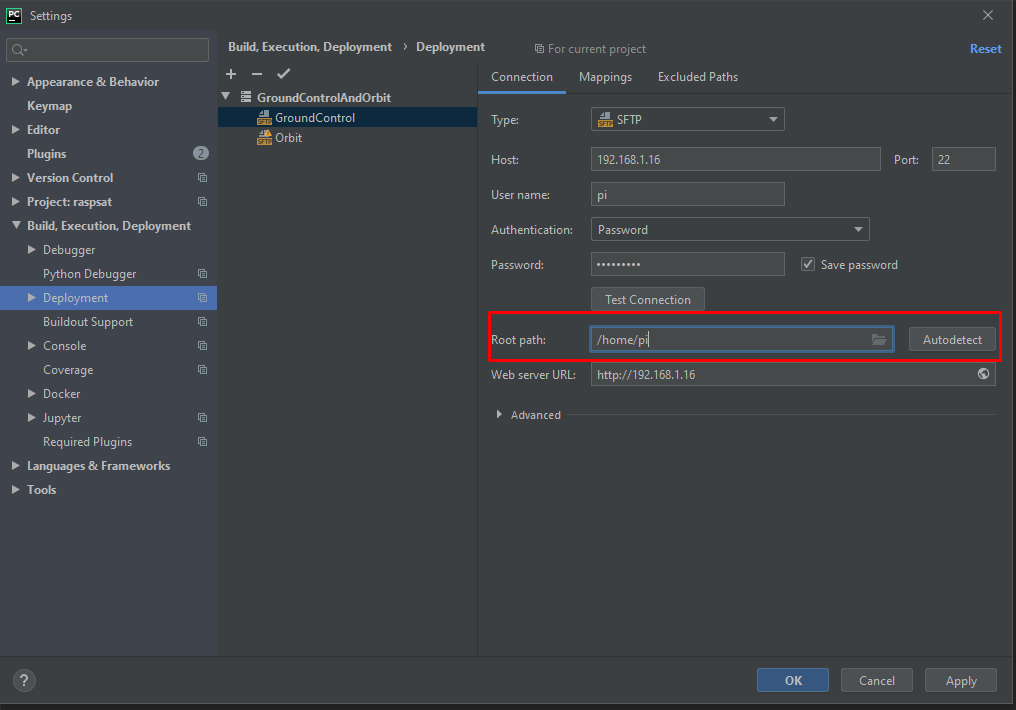 PC
Settings
Build, Execution, Deployment › Deployment
For current project
Reset
Appearance & Behavior
Keymap
Editor
Plugins
2
Version Control
Project: raspsat
Build, Execution, Deployment
Debugger
Python Debugger
Deployment
Buildout Support
Console
Coverage
Docker
Jupyter
Required Plugins
Languages & Frameworks
Tools
GroundControlAndOrbit
SFTP GroundControl
SFTP Orbit
Connection Mappings Excluded Paths
Type: SFTP SFTP
Host: 192.168.1.16 Port: 22
User name: pi
Authentication: Password
Password: ••••••••• Save password
Test Connection
Root path: /home/pi Autodetect
Web server URL: http://192.168.1.16
Advanced
?
OK Cancel Apply